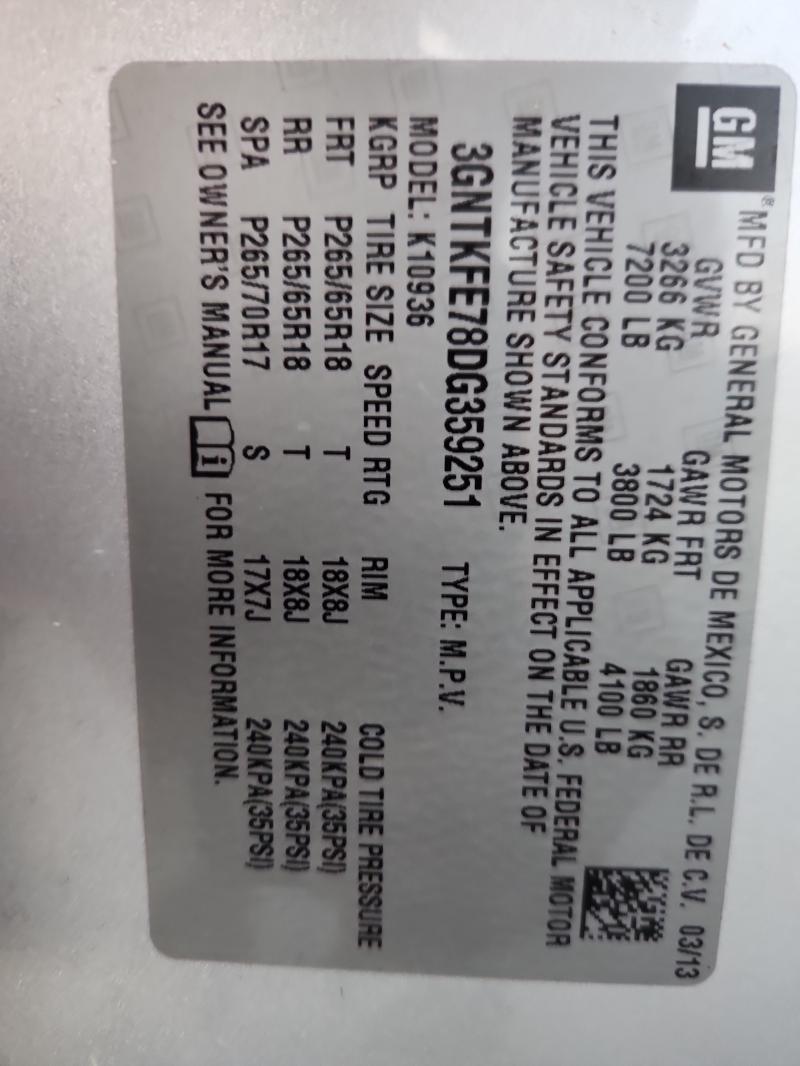 GM® MFD BY GENERAL MOTORS DE MEXICO, S. DE R.L. DE C.V. 03/13
GVWR GAWR FRT GAWR RR
3266 KG 1724 KG 1860 KG
7200 LB 3800 LB 4100 LB
THIS VEHICLE CONFORMS TO ALL APPLICABLE U.S. FEDERAL MOTOR
VEHICLE SAFETY STANDARDS IN EFFECT ON THE DATE OF
MANUFACTURE SHOWN ABOVE.
3GNTKFE78DG359251 TYPE: M.P.V.
MODEL: K10936
KGRP TIRE SIZE SPEED RTG RIM COLD TIRE PRESSURE
FRT P265/65R18 T 18X8J 240KPA(35PSI)
RR P265/65R18 T 18X8J 240KPA(35PSI)
SPA P265/70R17 S 17X7J 240KPA(35PSI)
SEE OWNER'S MANUAL i FOR MORE INFORMATION.